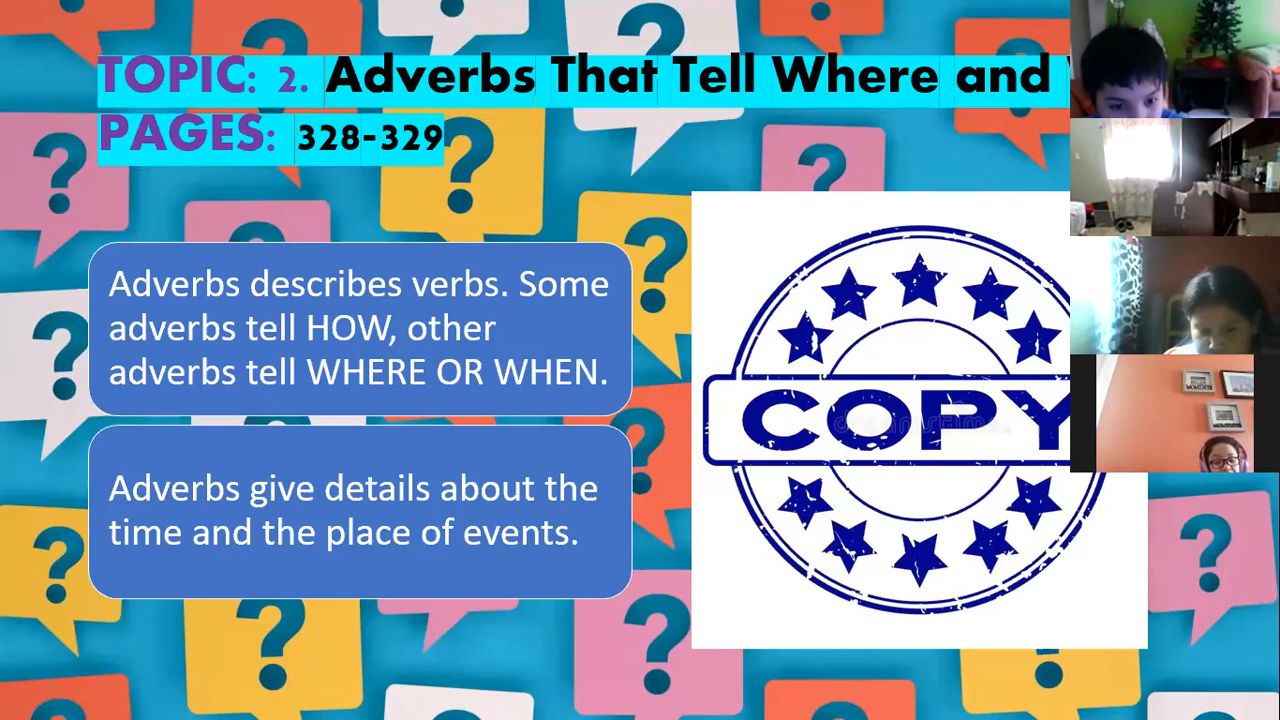 TOPIC: 2. Adverbs That Tell Where and
PAGES: 328-329
Adverbs describes verbs. Some
adverbs tell HOW, other
adverbs tell WHERE OR WHEN.
Adverbs give details about the
time and the place of events.
COPY